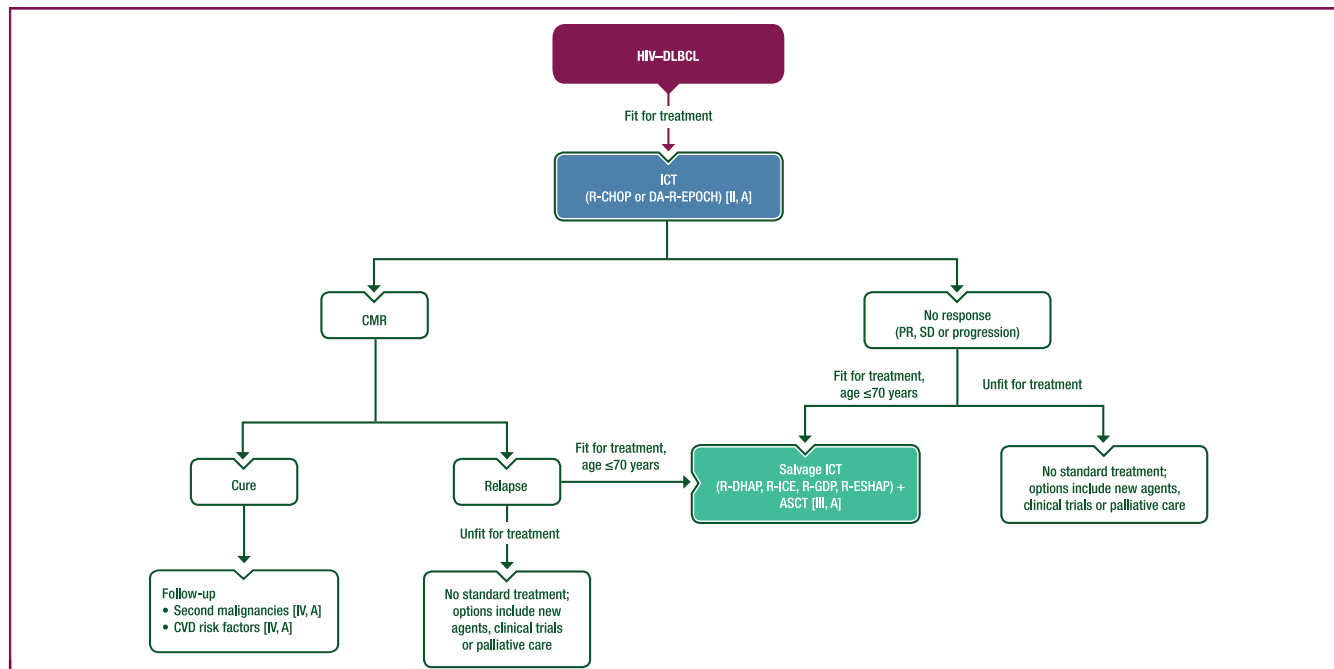 HIV–DLBCL
Fit for treatment
ICT
(R-CHOP or DA-R-EPOCH) [II, A]
CMR
No response
(PR, SD or progression)
Fit for treatment,
age ≤70 years
Unfit for treatment
Cure
Relapse
Fit for treatment,
age ≤70 years
Salvage ICT
(R-DHAP, R-ICE, R-GDP, R-ESHAP) +
ASCT [III, A]
No standard treatment;
options include new agents,
clinical trials or palliative care
Unfit for treatment
Follow-up
• Second malignancies [IV, A]
• CVD risk factors [IV, A]
No standard treatment;
options include new
agents, clinical trials
or palliative care